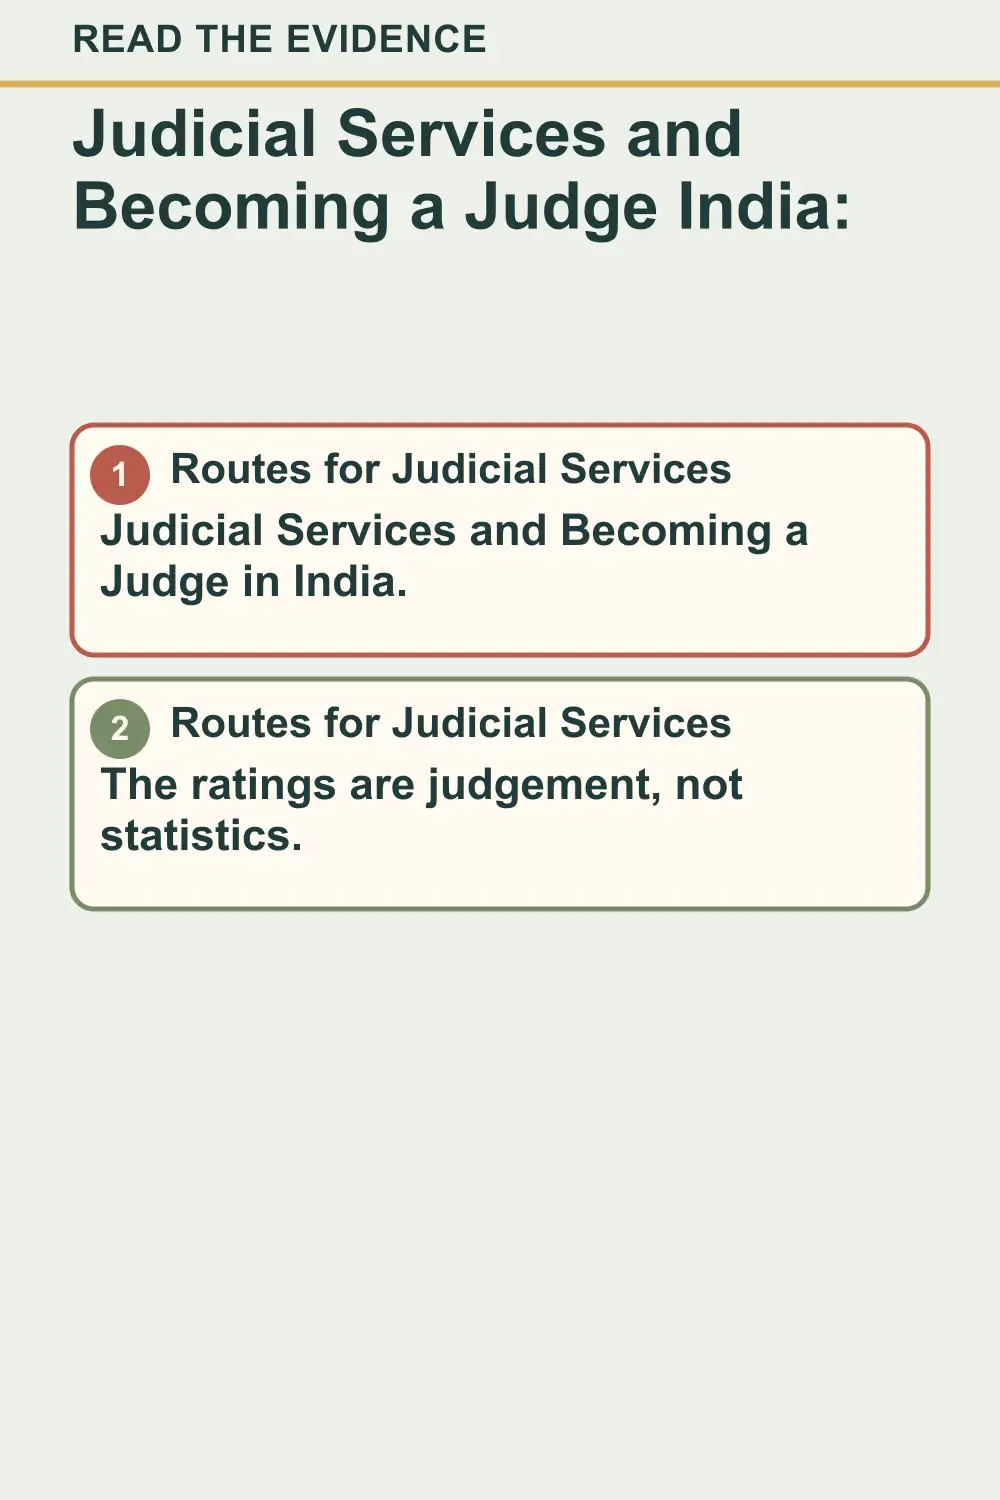 READ THE EVIDENCE
Judicial Services and
Becoming a Judge India:
1 Routes for Judicial Services
Judicial Services and Becoming a
Judge in India.
2 Routes for Judicial Services
The ratings are judgement, not
statistics.